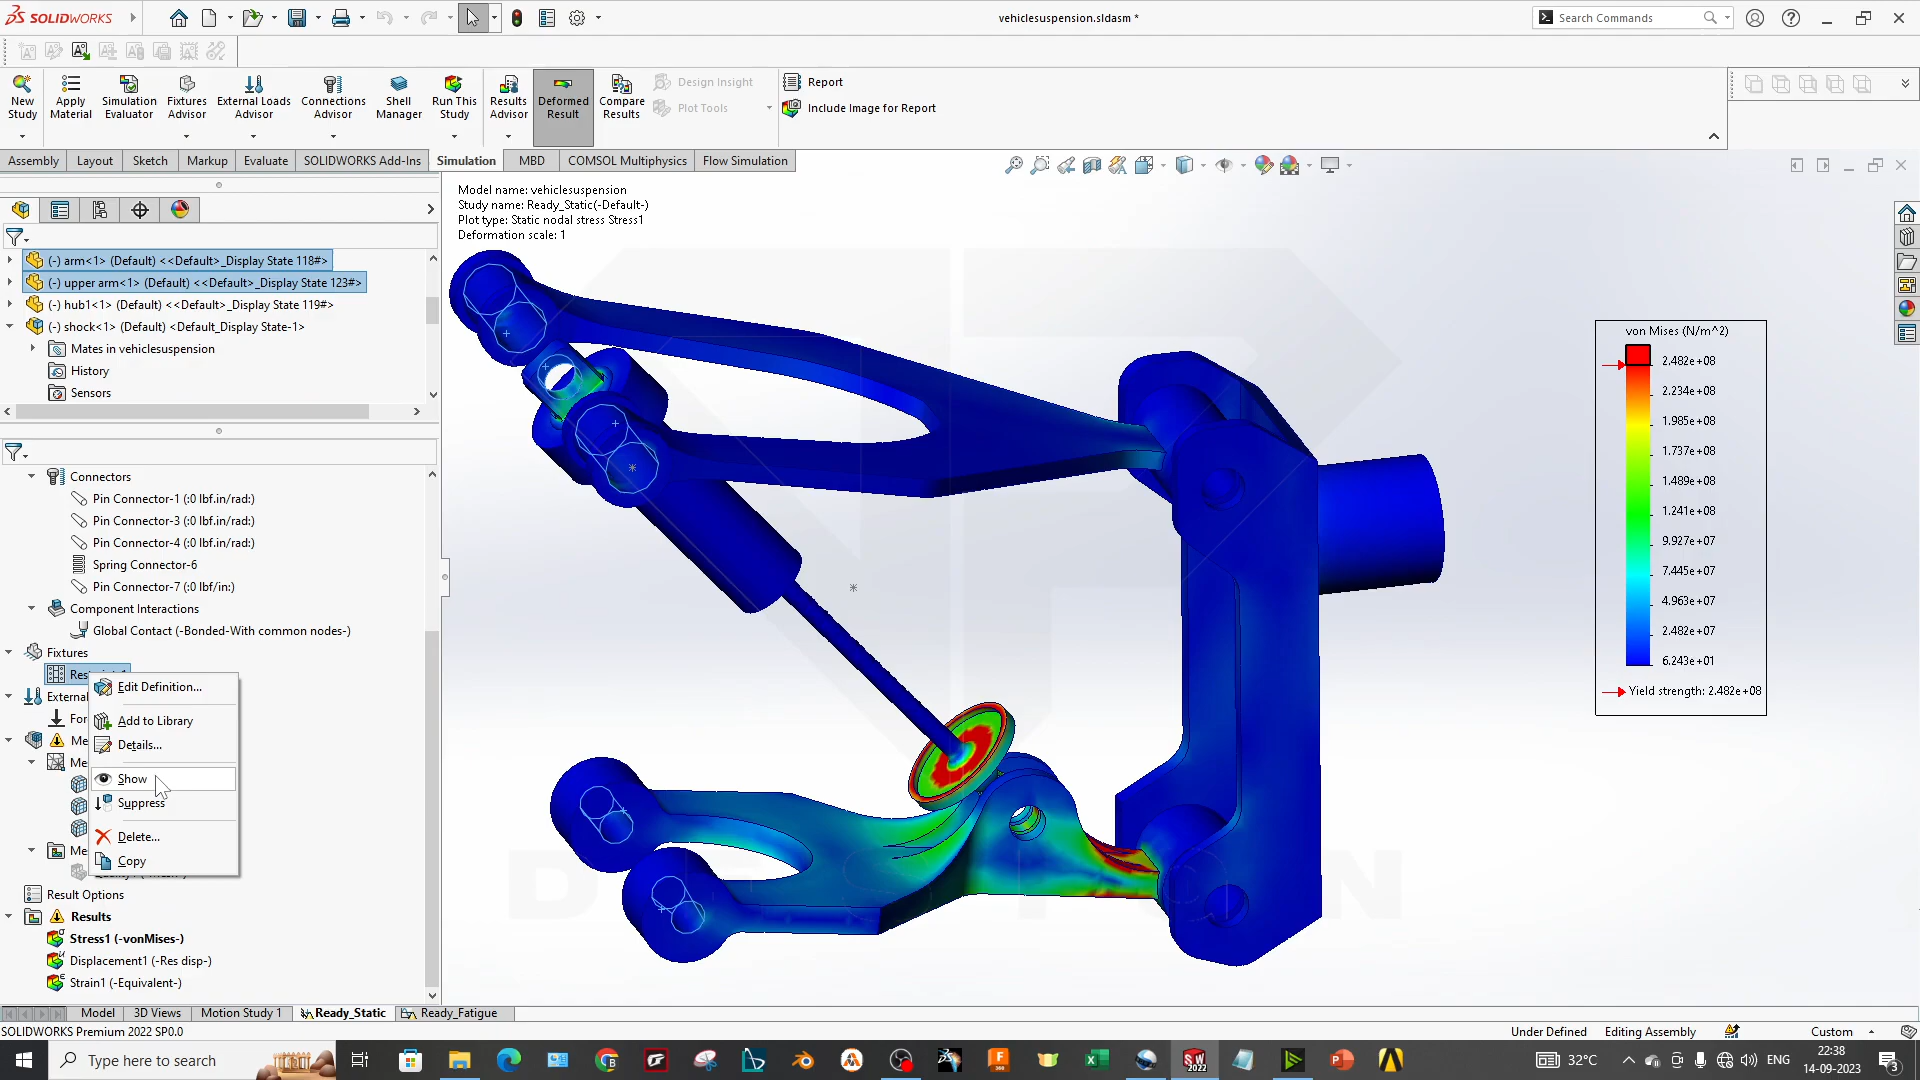 SOLIDWORKS
vehiclesuspension.sldasm *
Search Commands
New Study
Apply Material
Simulation Evaluator
Fixtures Advisor
External Loads Advisor
Connections Advisor
Shell Manager
Run This Study
Results Advisor
Deformed Result
Compare Results
Design Insight
Plot Tools
Report
Include Image for Report
Assembly
Layout
Sketch
Markup
Evaluate
SOLIDWORKS Add-Ins
Simulation
MBD
COMSOL Multiphysics
Flow Simulation
Model name: vehiclesuspension
Study name: Ready_Static(-Default-)
Plot type: Static nodal stress Stress1
Deformation scale: 1
(-) arm<1> (Default) <<Default>_Display State 118#>
(-) upper arm<1> (Default) <<Default>_Display State 123#>
(-) hub1<1> (Default) <<Default>_Display State 119#>
(-) shock<1> (Default) <Default_Display State-1>
Mates in vehiclesuspension
History
Sensors
Connectors
Pin Connector-1 (:0 lbf.in/rad:)
Pin Connector-3 (:0 lbf.in/rad:)
Pin Connector-4 (:0 lbf.in/rad:)
Spring Connector-6
Pin Connector-7 (:0 lbf/in:)
Component Interactions
Global Contact (-Bonded-With common nodes-)
Fixtures
External
For
Me
Me
Me
Edit Definition...
Add to Library
Details...
Show
Suppress
Delete...
Copy
Result Options
Results
Stress1 (-vonMises-)
Displacement1 (-Res disp-)
Strain1 (-Equivalent-)
von Mises (N/m^2)
2.482e+08
2.234e+08
1.985e+08
1.737e+08
1.489e+08
1.241e+08
9.927e+07
7.445e+07
4.963e+07
2.482e+07
6.243e+01
Yield strength: 2.482e+08
Model
3D Views
Motion Study 1
Ready_Static
Ready_Fatigue
SOLIDWORKS Premium 2022 SP0.0
Under Defined
Editing Assembly
Custom
Type here to search
SW
2022
32°C
ENG
22:38
14-09-2023
3